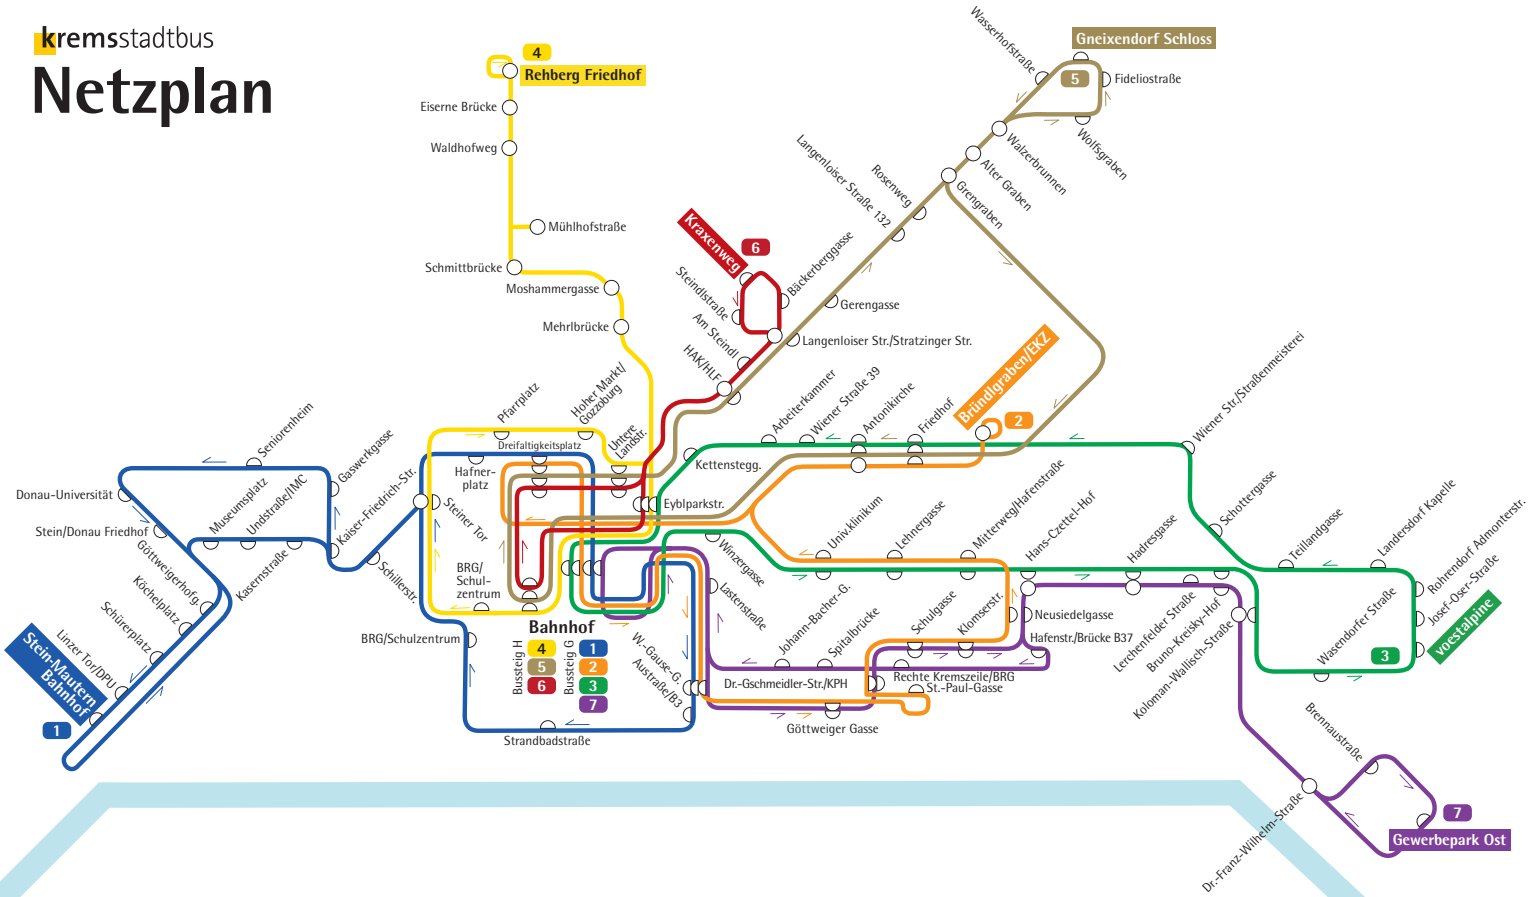 kremsstadtbus
Netzplan
4
Rehberg Friedhof
Eiserne Brücke
Waldhofweg
Mühlhofstraße
Schmittbrücke
Moshammergasse
Mehrlbrücke
Gneixendorf Schloss
5
Wasserhofstraße
Fideliostraße
Wolfsgraben
Walzerbrunnen
Alter Graben
Grengraben
Rosenweg
Langenloiser Straße 132
Kraxenweg
6
Steindlstraße
Bäckerberggasse
Gerengasse
Am Steindl
Langenloiser Str./Stratzinger Str.
HAK/HLF
Bründlgraben/EKZ
2
Arbeiterkammer
Wiener Straße 39
Antonikirche
Friedhof
Wiener Str./Straßenmeisterei
Pfarrplatz
Hoher Markt/
Gozzoburg
Dreifaltigkeitsplatz
Untere
Landstr.
Hafner-
platz
Kettenstegg.
Eyblparkstr.
Seniorenheim
Gaswerkgasse
Donau-Universität
Museumsplatz
Undstraße/IMC
Kaiser-Friedrich-Str.
Steiner Tor
Stein/Donau Friedhof
Göttweigerhofg.
Kasernstraße
Schillerstr.
Köchelplatz
Schürerplatz
Linzer Tor/DPU
Stein-Mautern
Bahnhof
1
BRG/
Schul-
zentrum
BRG/Schulzentrum
Bahnhof
Bussteig H
4
5
6
Bussteig G
1
2
3
7
Strandbadstraße
W.-Gause-G.
Austraße/B3
Winzergasse
Lastenstraße
Univ.klinikum
Lehnergasse
Mitterweg/Hafenstraße
Hans-Czettel-Hof
Hadresgasse
Schottergasse
Teillandgasse
Landersdorf Kapelle
Rohrendorf Admonterstr.
Josef-Oser-Straße
voestalpine
3
Wasendorfer Straße
Johann-Bacher-G.
Spitalbrücke
Schulgasse
Klomserstr.
Neusiedelgasse
Hafenstr./Brücke B37
Lerchenfelder Straße
Bruno-Kreisky-Hof
Koloman-Wallisch-Straße
Dr.-Gschmeidler-Str./KPH
Rechte Kremszeile/BRG
St.-Paul-Gasse
Göttweiger Gasse
Brennaustraße
Dr.-Franz-Wilhelm-Straße
7
Gewerbepark Ost